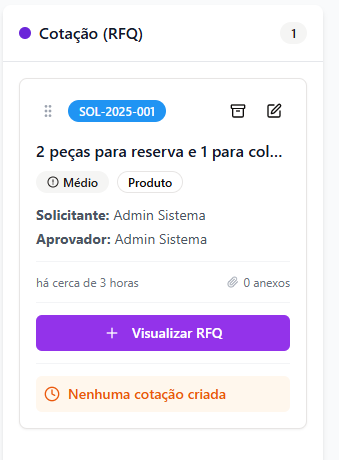 Cotação (RFQ)
1
SOL-2025-001
2 peças para reserva e 1 para col...
Médio
Produto
Solicitante: Admin Sistema
Aprovador: Admin Sistema
há cerca de 3 horas
0 anexos
Visualizar RFQ
Nenhuma cotação criada